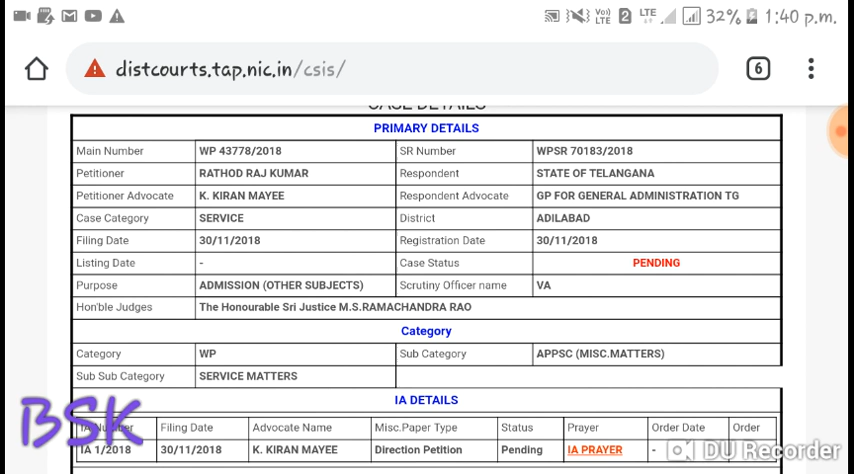 Vo)) LTE 2 LTE 32% 1:40 p.m.
distcourts.tap.nic.in/csis/ 6
CASE DETAILS
PRIMARY DETAILS
Main Number WP 43778/2018 SR Number WPSR 70183/2018
Petitioner RATHOD RAJ KUMAR Respondent STATE OF TELANGANA
Petitioner Advocate K. KIRAN MAYEE Respondent Advocate GP FOR GENERAL ADMINISTRATION TG
Case Category SERVICE District ADILABAD
Filing Date 30/11/2018 Registration Date 30/11/2018
Listing Date - Case Status PENDING
Purpose ADMISSION (OTHER SUBJECTS) Scrutiny Officer name VA
Hon'ble Judges The Honourable Sri Justice M.S.RAMACHANDRA RAO
Category
Category WP Sub Category APPSC (MISC.MATTERS)
Sub Sub Category SERVICE MATTERS
IA DETAILS
BSK
IA Number Filing Date Advocate Name Misc.Paper Type Status Prayer Order Date Order
IA 1/2018 30/11/2018 K. KIRAN MAYEE Direction Petition Pending IA PRAYER -
DU Recorder